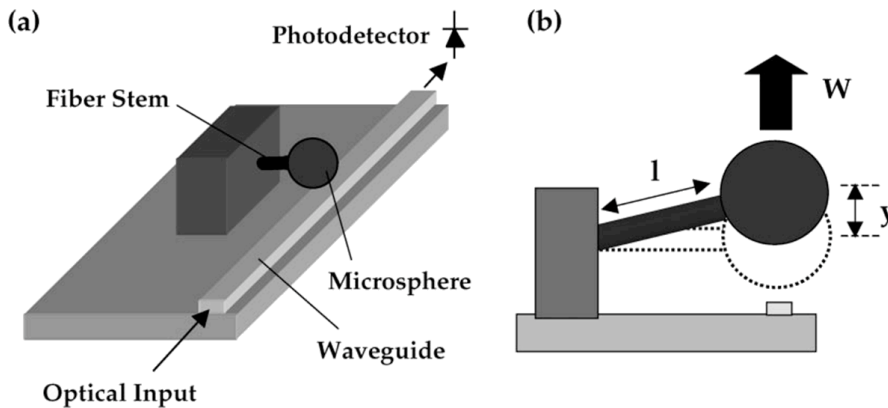 (a)
Photodetector
Fiber Stem
Microsphere
Waveguide
Optical Input
(b)
W
l
y